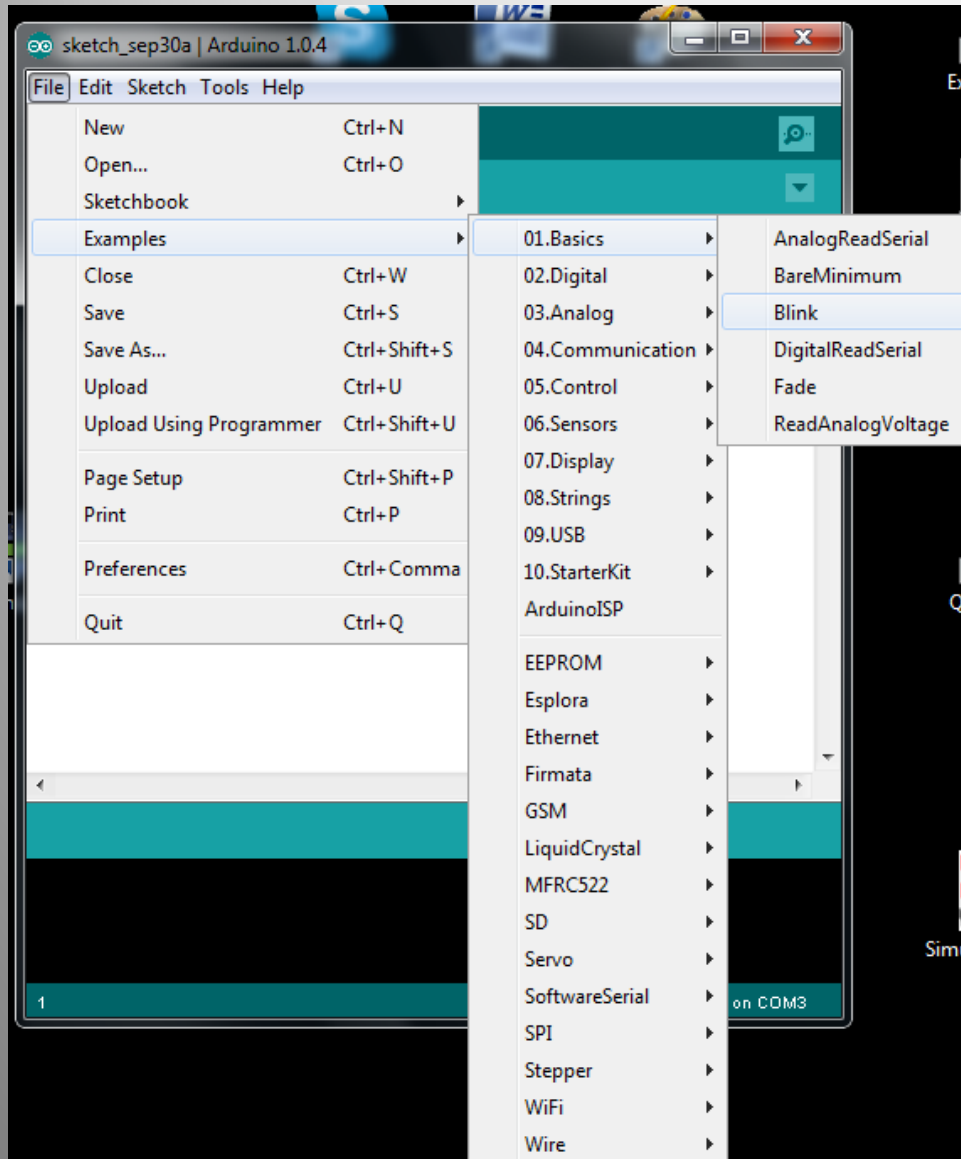 sketch_sep30a | Arduino 1.0.4
File Edit Sketch Tools Help
New Ctrl+N
Open... Ctrl+O
Sketchbook
Examples
Close Ctrl+W
Save Ctrl+S
Save As... Ctrl+Shift+S
Upload Ctrl+U
Upload Using Programmer Ctrl+Shift+U
Page Setup Ctrl+Shift+P
Print Ctrl+P
Preferences Ctrl+Comma
Quit Ctrl+Q
01.Basics
02.Digital
03.Analog
04.Communication
05.Control
06.Sensors
07.Display
08.Strings
09.USB
10.StarterKit
ArduinoISP
EEPROM
Esplora
Ethernet
Firmata
GSM
LiquidCrystal
MFRC522
SD
Servo
SoftwareSerial
SPI
Stepper
WiFi
Wire
AnalogReadSerial
BareMinimum
Blink
DigitalReadSerial
Fade
ReadAnalogVoltage
1
on COM3